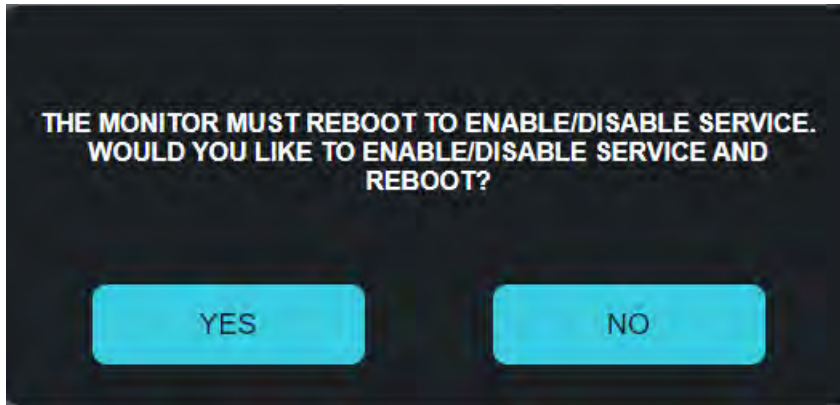 THE MONITOR MUST REBOOT TO ENABLE/DISABLE SERVICE.
WOULD YOU LIKE TO ENABLE/DISABLE SERVICE AND
REBOOT?
YES
NO